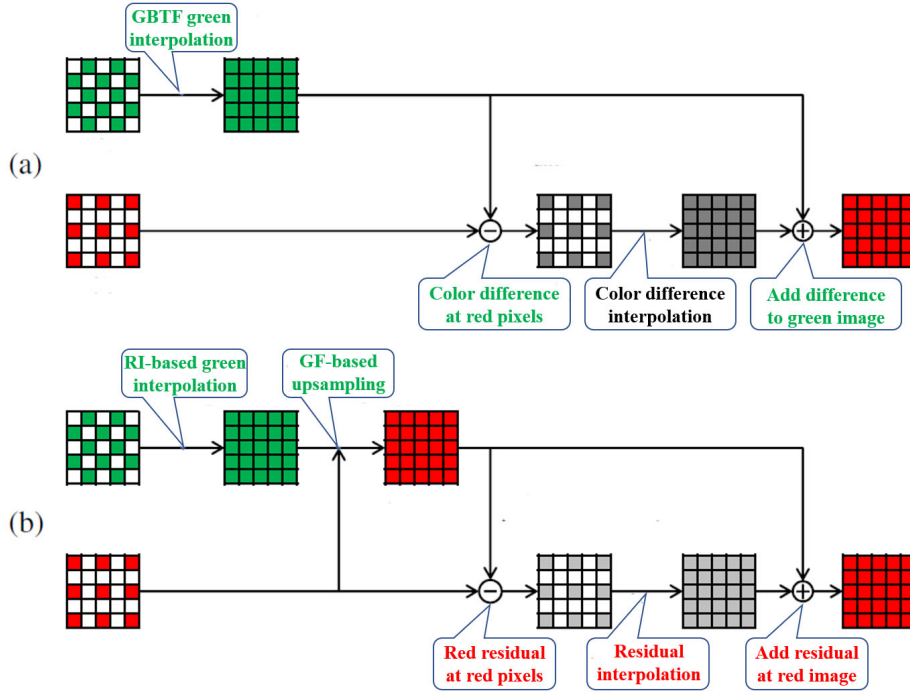 GBTF green
interpolation
(a)
Color difference
at red pixels
Color difference
interpolation
Add difference
to green image
RI-based green
interpolation
GF-based
upsampling
(b)
Red residual
at red pixels
Residual
interpolation
Add residual
at red image